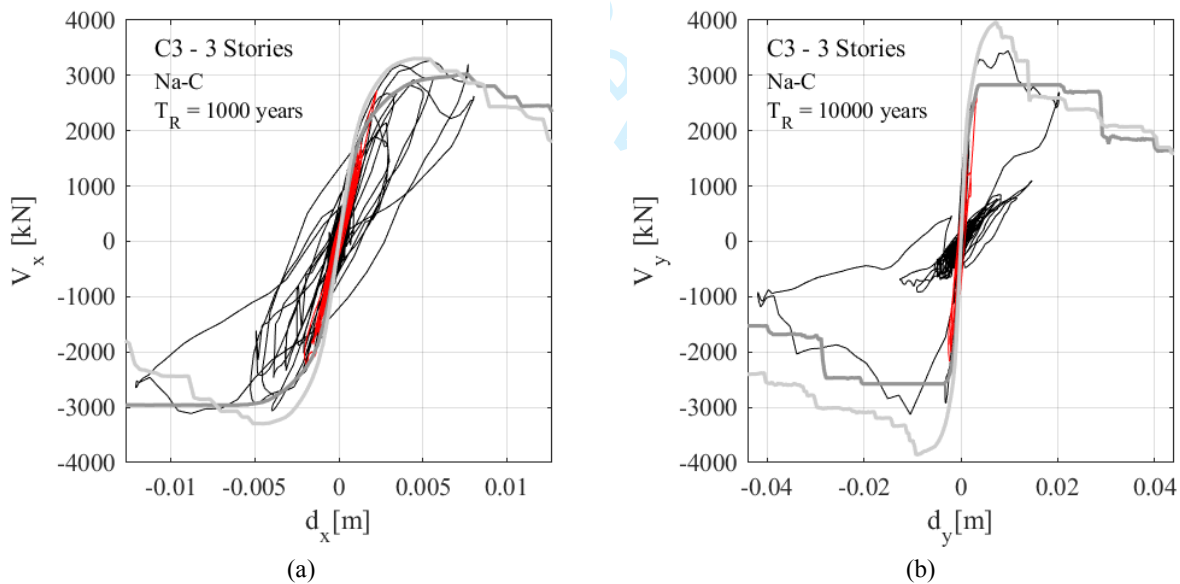 4000
3000
2000
1000
0
-1000
-2000
-3000
-4000
V_x [kN]
C3 - 3 Stories
Na-C
T_R = 1000 years
-0.01 -0.005 0 0.005 0.01
d_x[m]
(a)
4000
3000
2000
1000
0
-1000
-2000
-3000
-4000
V_y [kN]
C3 - 3 Stories
Na-C
T_R = 10000 years
-0.04 -0.02 0 0.02 0.04
d_y[m]
(b)